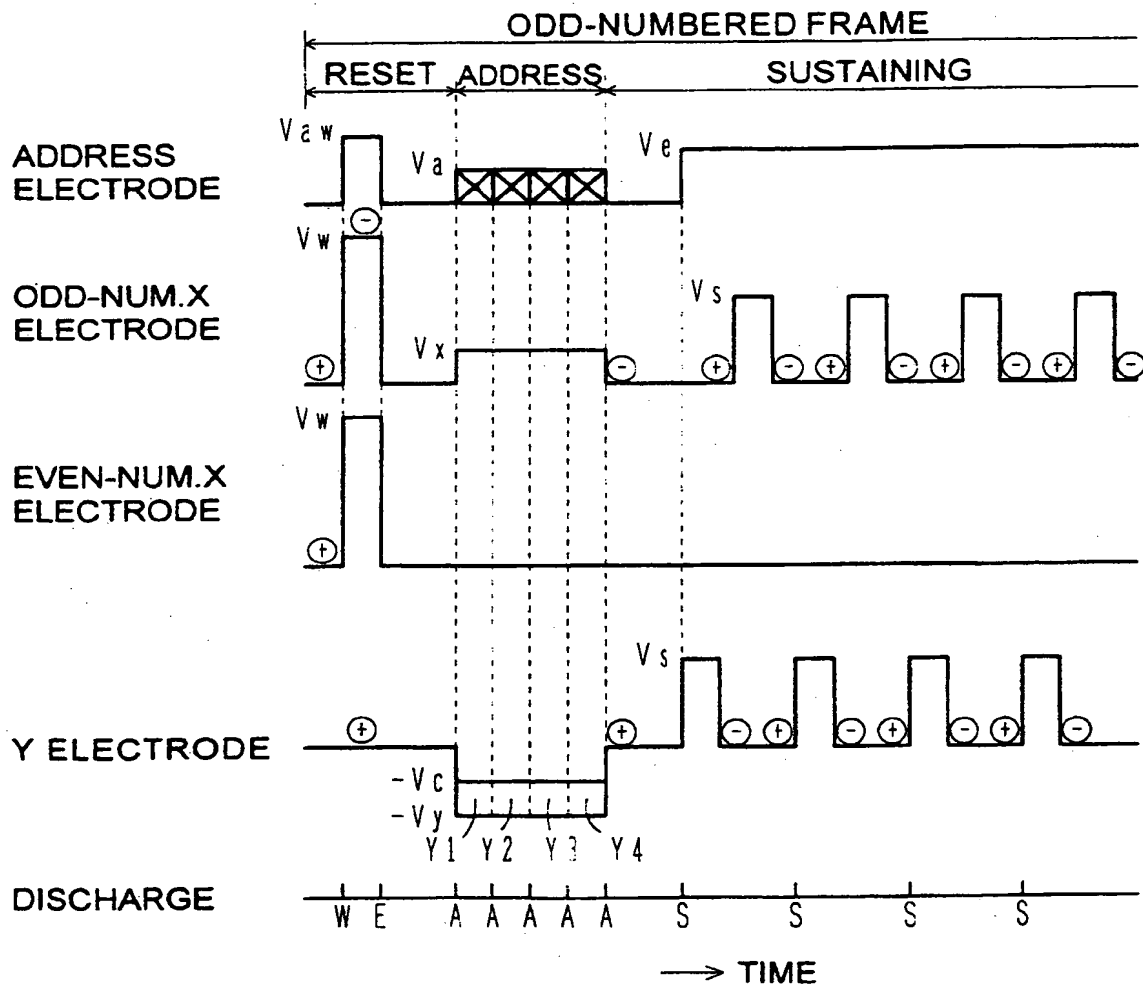 ODD-NUMBERED FRAME
RESET ADDRESS SUSTAINING
ADDRESS
ELECTRODE
Vaw Va Ve
-
ODD-NUM.X
ELECTRODE
Vw Vx Vs
+ - + - + - + - + -
EVEN-NUM.X
ELECTRODE
Vw
+
Y ELECTRODE
Vs
+ + - + - + - + -
-Vc
-Vy
Y1 Y2 Y3 Y4
DISCHARGE
W E A A A A A S S S S
TIME